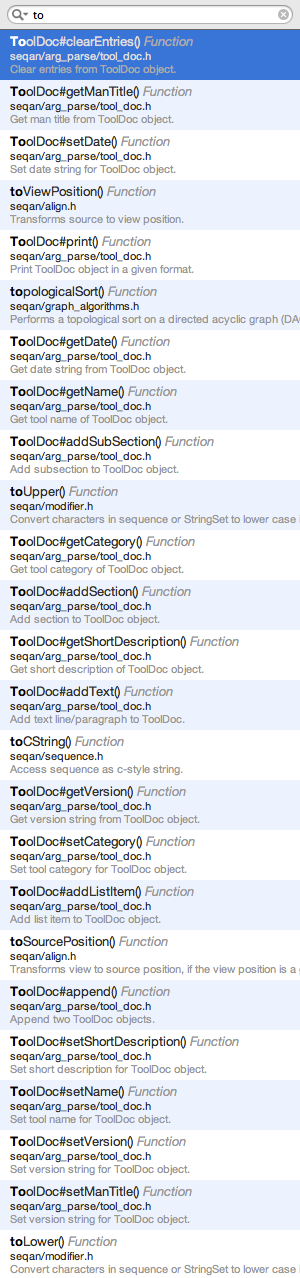 to
ToolDoc#clearEntries() Function
seqan/arg_parse/tool_doc.h
Clear entries from ToolDoc object.
ToolDoc#getManTitle() Function
seqan/arg_parse/tool_doc.h
Get man title from ToolDoc object.
ToolDoc#setDate() Function
seqan/arg_parse/tool_doc.h
Set date string for ToolDoc object.
toViewPosition() Function
seqan/align.h
Transforms source to view position.
ToolDoc#print() Function
seqan/arg_parse/tool_doc.h
Print ToolDoc object in a given format.
topologicalSort() Function
seqan/graph_algorithms.h
Performs a topological sort on a directed acyclic graph (DA
ToolDoc#getDate() Function
seqan/arg_parse/tool_doc.h
Get date string from ToolDoc object.
ToolDoc#getName() Function
seqan/arg_parse/tool_doc.h
Get tool name of ToolDoc object.
ToolDoc#addSubSection() Function
seqan/arg_parse/tool_doc.h
Add subsection to ToolDoc object.
toUpper() Function
seqan/modifier.h
Convert characters in sequence or StringSet to lower case i
ToolDoc#getCategory() Function
seqan/arg_parse/tool_doc.h
Get tool category of ToolDoc object.
ToolDoc#addSection() Function
seqan/arg_parse/tool_doc.h
Add section to ToolDoc object.
ToolDoc#getShortDescription() Function
seqan/arg_parse/tool_doc.h
Get short description of ToolDoc object.
ToolDoc#addText() Function
seqan/arg_parse/tool_doc.h
Add text line/paragraph to ToolDoc.
toCString() Function
seqan/sequence.h
Access sequence as c-style string.
ToolDoc#getVersion() Function
seqan/arg_parse/tool_doc.h
Get version string from ToolDoc object.
ToolDoc#setCategory() Function
seqan/arg_parse/tool_doc.h
Set tool category for ToolDoc object.
ToolDoc#addListItem() Function
seqan/arg_parse/tool_doc.h
Add list item to ToolDoc object.
toSourcePosition() Function
seqan/align.h
Transforms view to source position, if the view position is a
ToolDoc#append() Function
seqan/arg_parse/tool_doc.h
Append two ToolDoc objects.
ToolDoc#setShortDescription() Function
seqan/arg_parse/tool_doc.h
Set short description for ToolDoc object.
ToolDoc#setName() Function
seqan/arg_parse/tool_doc.h
Set tool name for ToolDoc object.
ToolDoc#setVersion() Function
seqan/arg_parse/tool_doc.h
Set version string for ToolDoc object.
ToolDoc#setManTitle() Function
seqan/arg_parse/tool_doc.h
Set version string for ToolDoc object.
toLower() Function
seqan/modifier.h
Convert characters in sequence or StringSet to lower case i